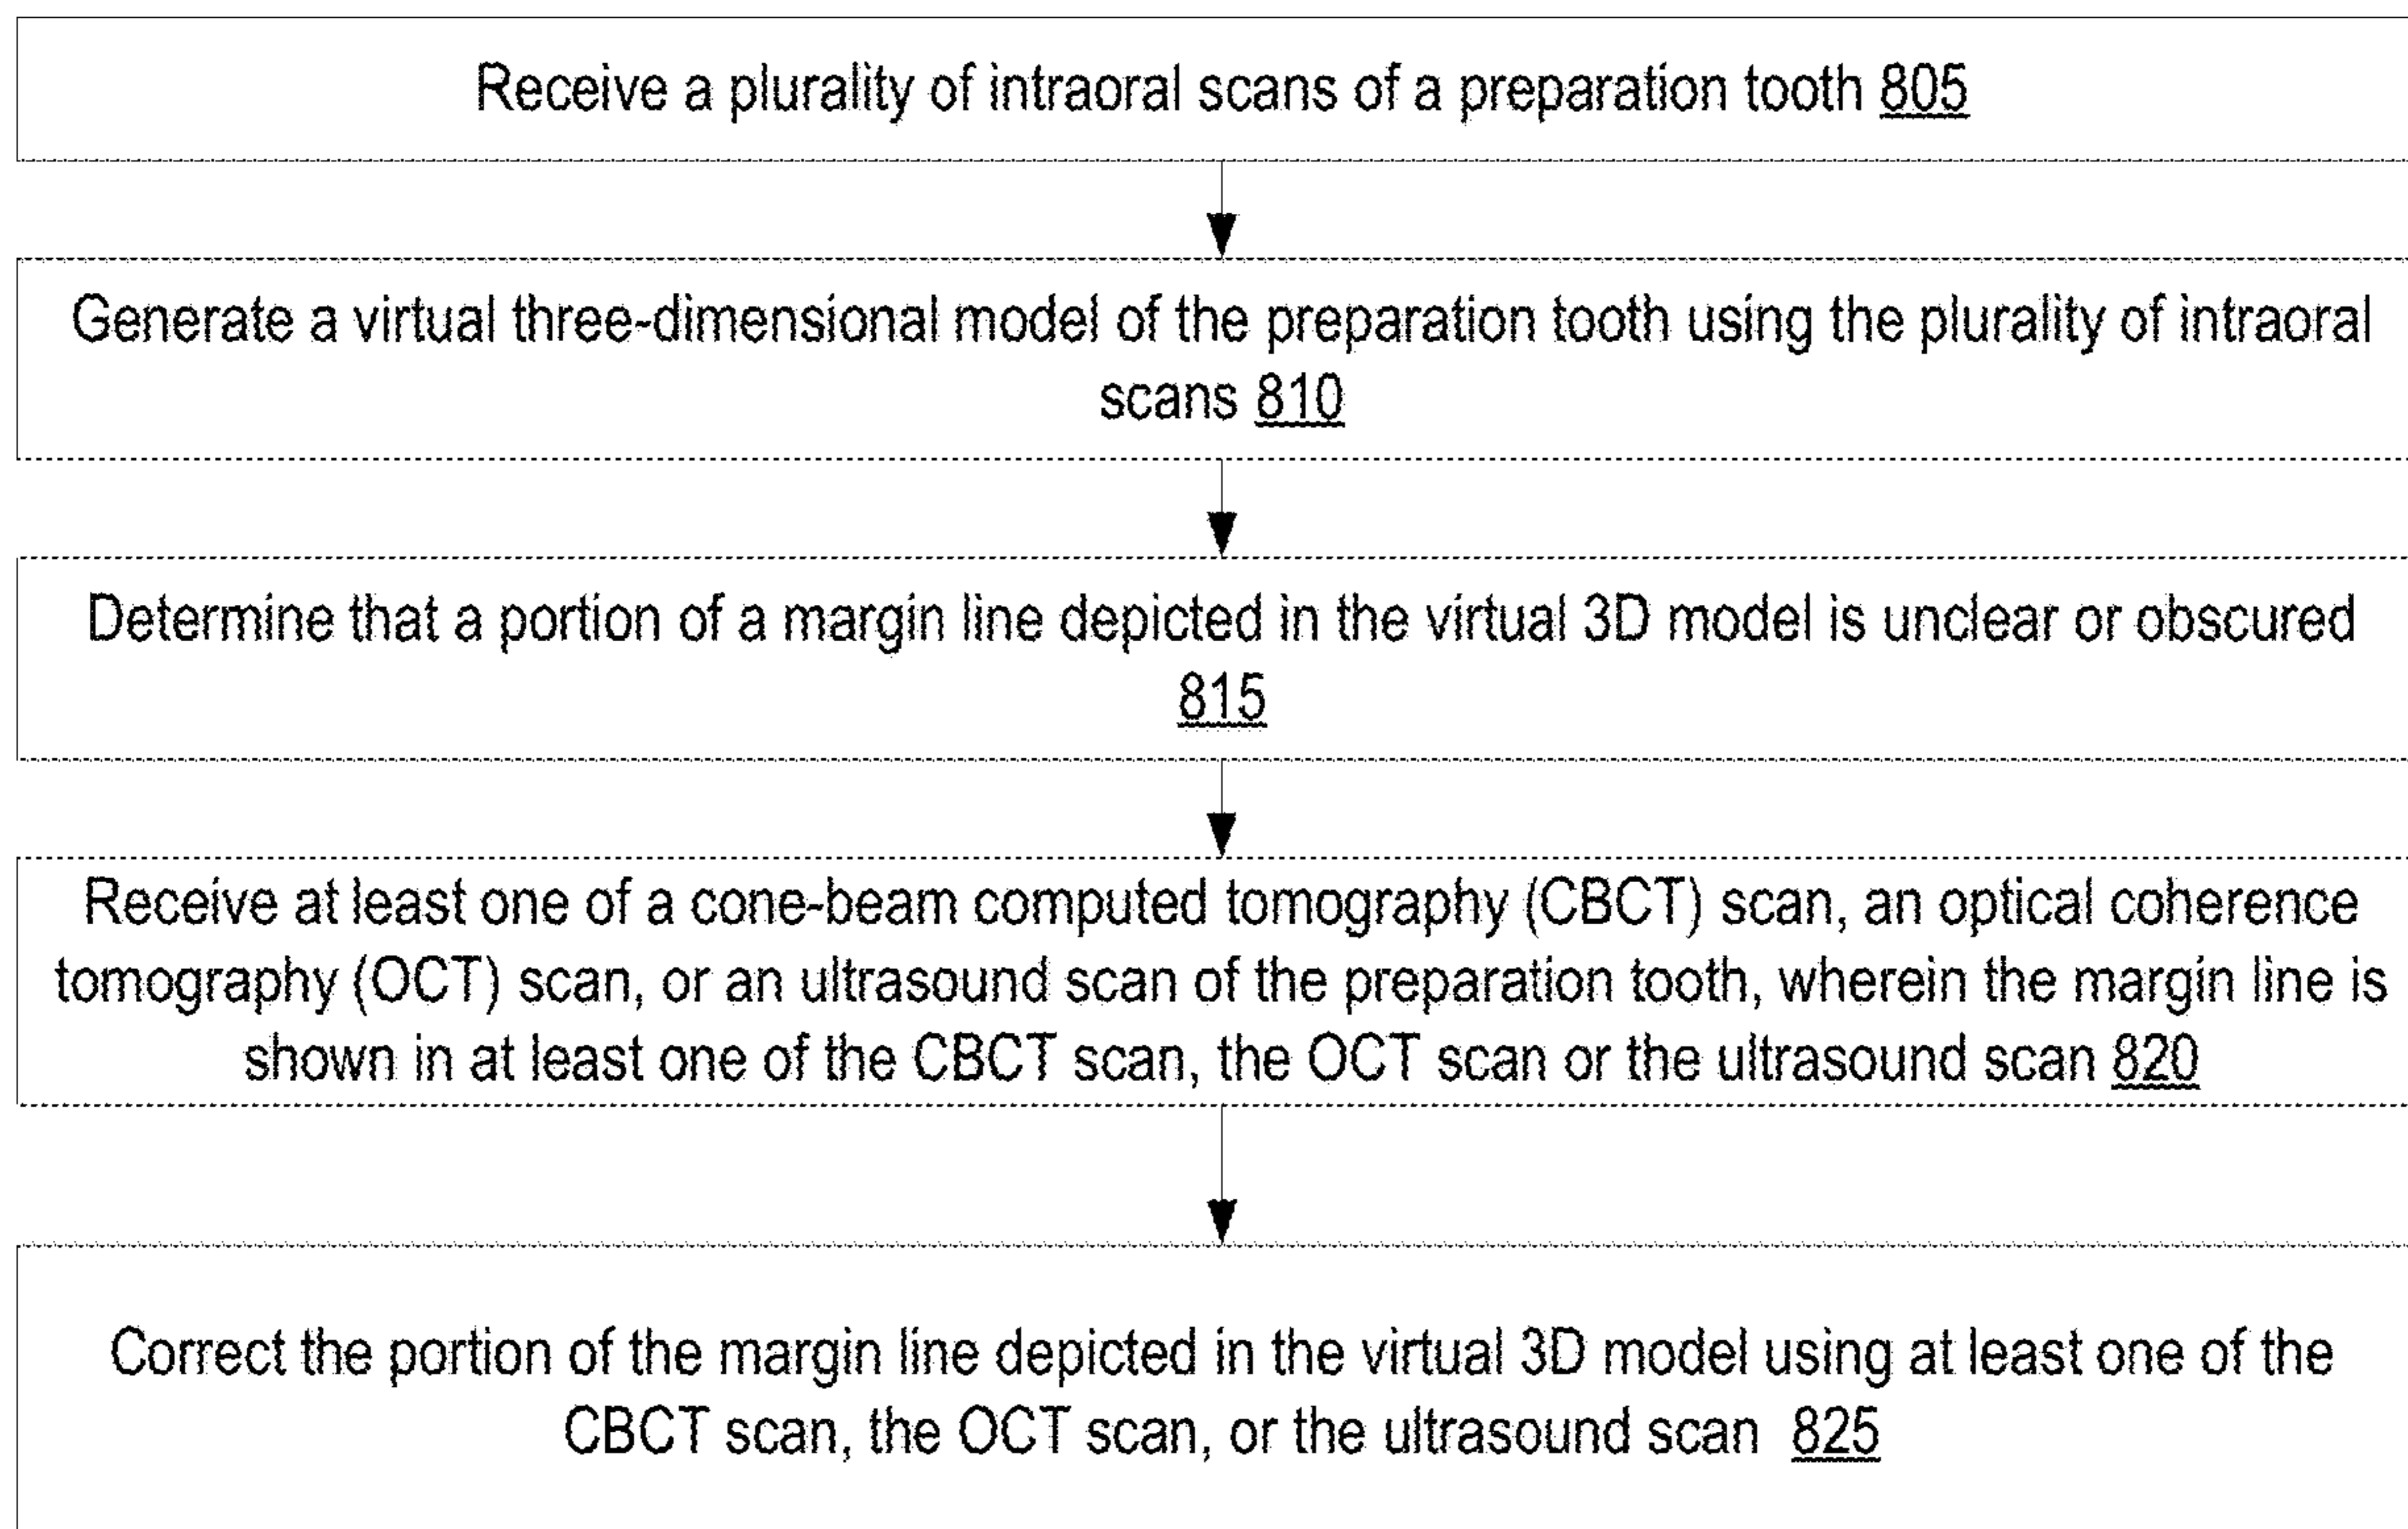 Receive a plurality of intraoral scans of a preparation tooth 805
Generate a virtual three-dimensional model of the preparation tooth using the plurality of intraoral
scans 810
Determine that a portion of a margin line depicted in the virtual 3D model is unclear or obscured
815
Receive at least one of a cone-beam computed tomography (CBCT) scan, an optical coherence
tomography (OCT) scan, or an ultrasound scan of the preparation tooth, wherein the margin line is
shown in at least one of the CBCT scan, the OCT scan or the ultrasound scan 820
Correct the portion of the margin line depicted in the virtual 3D model using at least one of the
CBCT scan, the OCT scan, or the ultrasound scan 825